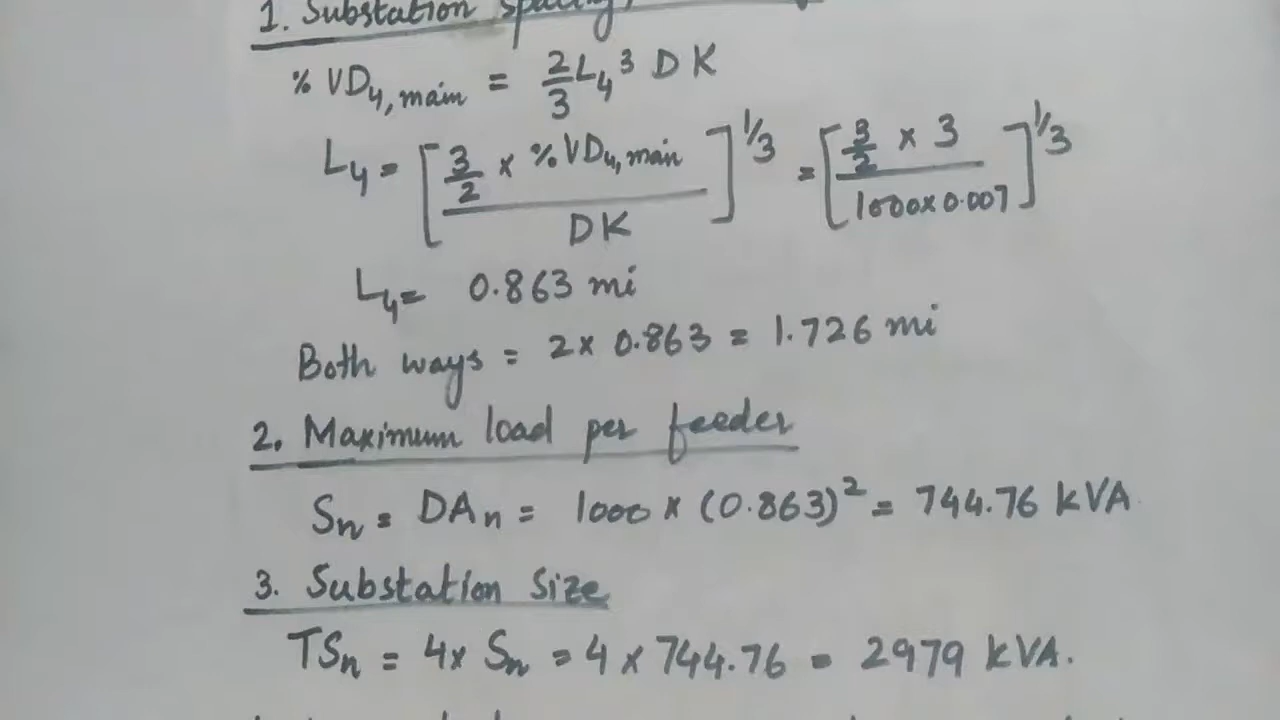 1. Substation spacing,
% VD4, main = 2/3 L4³ D K
L4 = [3/2 × % VD4, main / DK]^1/3 = [3/2 × 3 / 1000×0.007]^1/3
L4 = 0.863 mi
Both ways = 2× 0.863 = 1.726 mi
2. Maximum load per feeder
Sn = DAn = 1000 × (0.863)² = 744.76 kVA
3. Substation Size
TSn = 4× Sn = 4 × 744.76 = 2979 kVA.